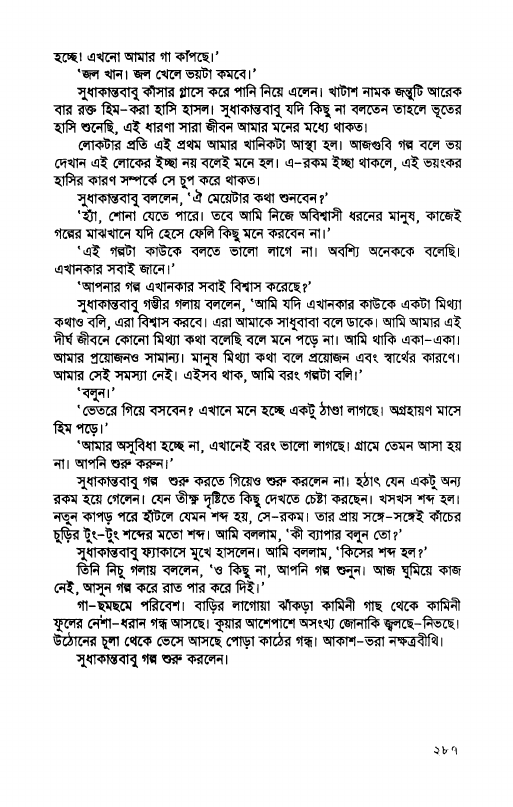 হচ্ছে! এখনো আমার গা কাঁপছে।’
‘জল খান। জল খেলে ভয়টা কমবে।’
সুধাকান্তবাবু কাঁসার গ্লাসে করে পানি নিয়ে এলেন। খাটাশ নামক জন্তুটি আরেক
বার রক্ত হিম-করা হাসি হাসল। সুধাকান্তবাবু যদি কিছু না বলতেন তাহলে ভূতের
হাসি শুনেছি, এই ধারণা সারা জীবন আমার মনের মধ্যে থাকত।
লোকটার প্রতি এই প্রথম আমার খানিকটা আস্থা হল। আজগুবি গল্প বলে ভয়
দেখান এই লোকের ইচ্ছা নয় বলেই মনে হল। এ-রকম ইচ্ছা থাকলে, এই ভয়ংকর
হাসির কারণ সম্পর্কে সে চুপ করে থাকত।
সুধাকান্তবাবু বললেন, ‘ঐ মেয়েটার কথা শুনবেন?’
‘হ্যাঁ, শোনা যেতে পারে। তবে আমি নিজে অবিশ্বাসী ধরনের মানুষ, কাজেই
গল্পের মাঝখানে যদি হেসে ফেলি কিছু মনে করবেন না।’
‘এই গল্পটা কাউকে বলতে ভালো লাগে না। অবশ্যি অনেককে বলেছি।
এখানকার সবাই জানে।’
‘আপনার গল্প এখানকার সবাই বিশ্বাস করেছে?’
সুধাকান্তবাবু গম্ভীর গলায় বললেন, ‘আমি যদি এখানকার কাউকে একটা মিথ্যা
কথাও বলি, এরা বিশ্বাস করবে। এরা আমাকে সাধুবাবা বলে ডাকে। আমি আমার এই
দীর্ঘ জীবনে কোনো মিথ্যা কথা বলেছি বলে মনে পড়ে না। আমি থাকি একা-একা।
আমার প্রয়োজনও সামান্য। মানুষ মিথ্যা কথা বলে প্রয়োজন এবং স্বার্থের কারণে।
আমার সেই সমস্যা নেই। এইসব থাক, আমি বরং গল্পটা বলি।’
‘বলুন।’
‘ভেতরে গিয়ে বসবেন? এখানে মনে হচ্ছে একটু ঠাণ্ডা লাগছে। অগ্রহায়ণ মাসে
হিম পড়ে।’
‘আমার অসুবিধা হচ্ছে না, এখানেই বরং ভালো লাগছে। গ্রামে তেমন আসা হয়
না। আপনি শুরু করুন।’
সুধাকান্তবাবু গল্প শুরু করতে গিয়েও শুরু করলেন না। হঠাৎ যেন একটু অন্য
রকম হয়ে গেলেন। যেন তীক্ষ্ণ দৃষ্টিতে কিছু দেখতে চেষ্টা করছেন। খসখস শব্দ হল।
নতুন কাপড় পরে হাঁটলে যেমন শব্দ হয়, সে-রকম। তার প্রায় সঙ্গে-সঙ্গেই কাঁচের
চুড়ির টুং-টুং শব্দের মতো শব্দ। আমি বললাম, ‘কী ব্যাপার বলুন তো?’
সুধাকান্তবাবু ফ্যাকাসে মুখে হাসলেন। আমি বললাম, ‘কিসের শব্দ হল?’
তিনি নিচু গলায় বললেন, ‘ও কিছু না, আপনি গল্প শুনুন। আজ ঘুমিয়ে কাজ
নেই, আসুন গল্প করে রাত পার করে দিই।’
গা-ছমছমে পরিবেশ। বাড়ির লাগোয়া ঝাঁকড়া কামিনী গাছ থেকে কামিনী
ফুলের নেশা-ধরান গন্ধ আসছে। কুয়ার আশেপাশে অসংখ্য জোনাকি জ্বলছে-নিভছে।
উঠোনের চুলা থেকে ভেসে আসছে পোড়া কাঠের গন্ধ। আকাশ-ভরা নক্ষত্রবীথি।
সুধাকান্তবাবু গল্প শুরু করলেন।
২৮৭